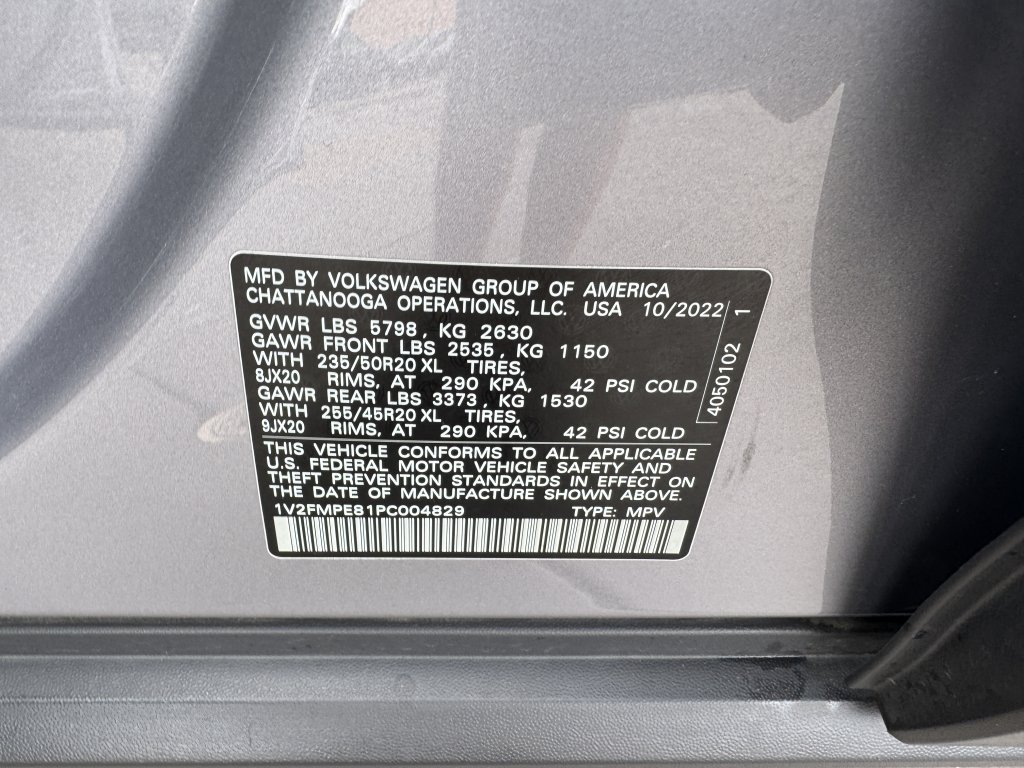 MFD BY VOLKSWAGEN GROUP OF AMERICA
CHATTANOOGA OPERATIONS, LLC. USA 10/2022
GVWR LBS 5798, KG 2630
GAWR FRONT LBS 2535, KG 1150
WITH 235/50R20 XL TIRES,
8JX20 RIMS, AT 290 KPA, 42 PSI COLD
GAWR REAR LBS 3373, KG 1530
WITH 255/45R20 XL TIRES,
9JX20 RIMS, AT 290 KPA, 42 PSI COLD
4050102 1
THIS VEHICLE CONFORMS TO ALL APPLICABLE
U.S. FEDERAL MOTOR VEHICLE SAFETY AND
THEFT PREVENTION STANDARDS IN EFFECT ON
THE DATE OF MANUFACTURE SHOWN ABOVE.
1V2FMPE81PC004829 TYPE: MPV